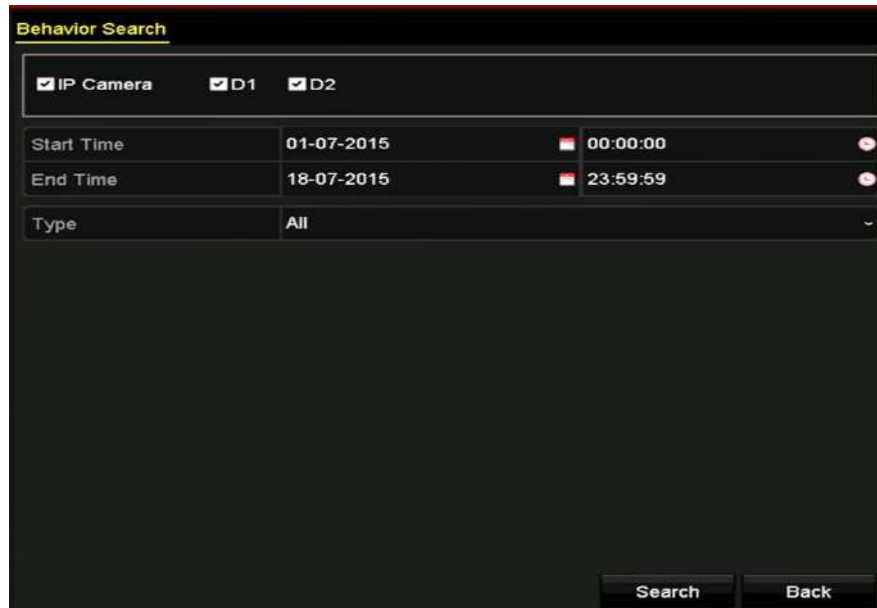 Behavior Search
IP Camera D1 D2
Start Time 01-07-2015 00:00:00
End Time 18-07-2015 23:59:59
Type All
Search Back